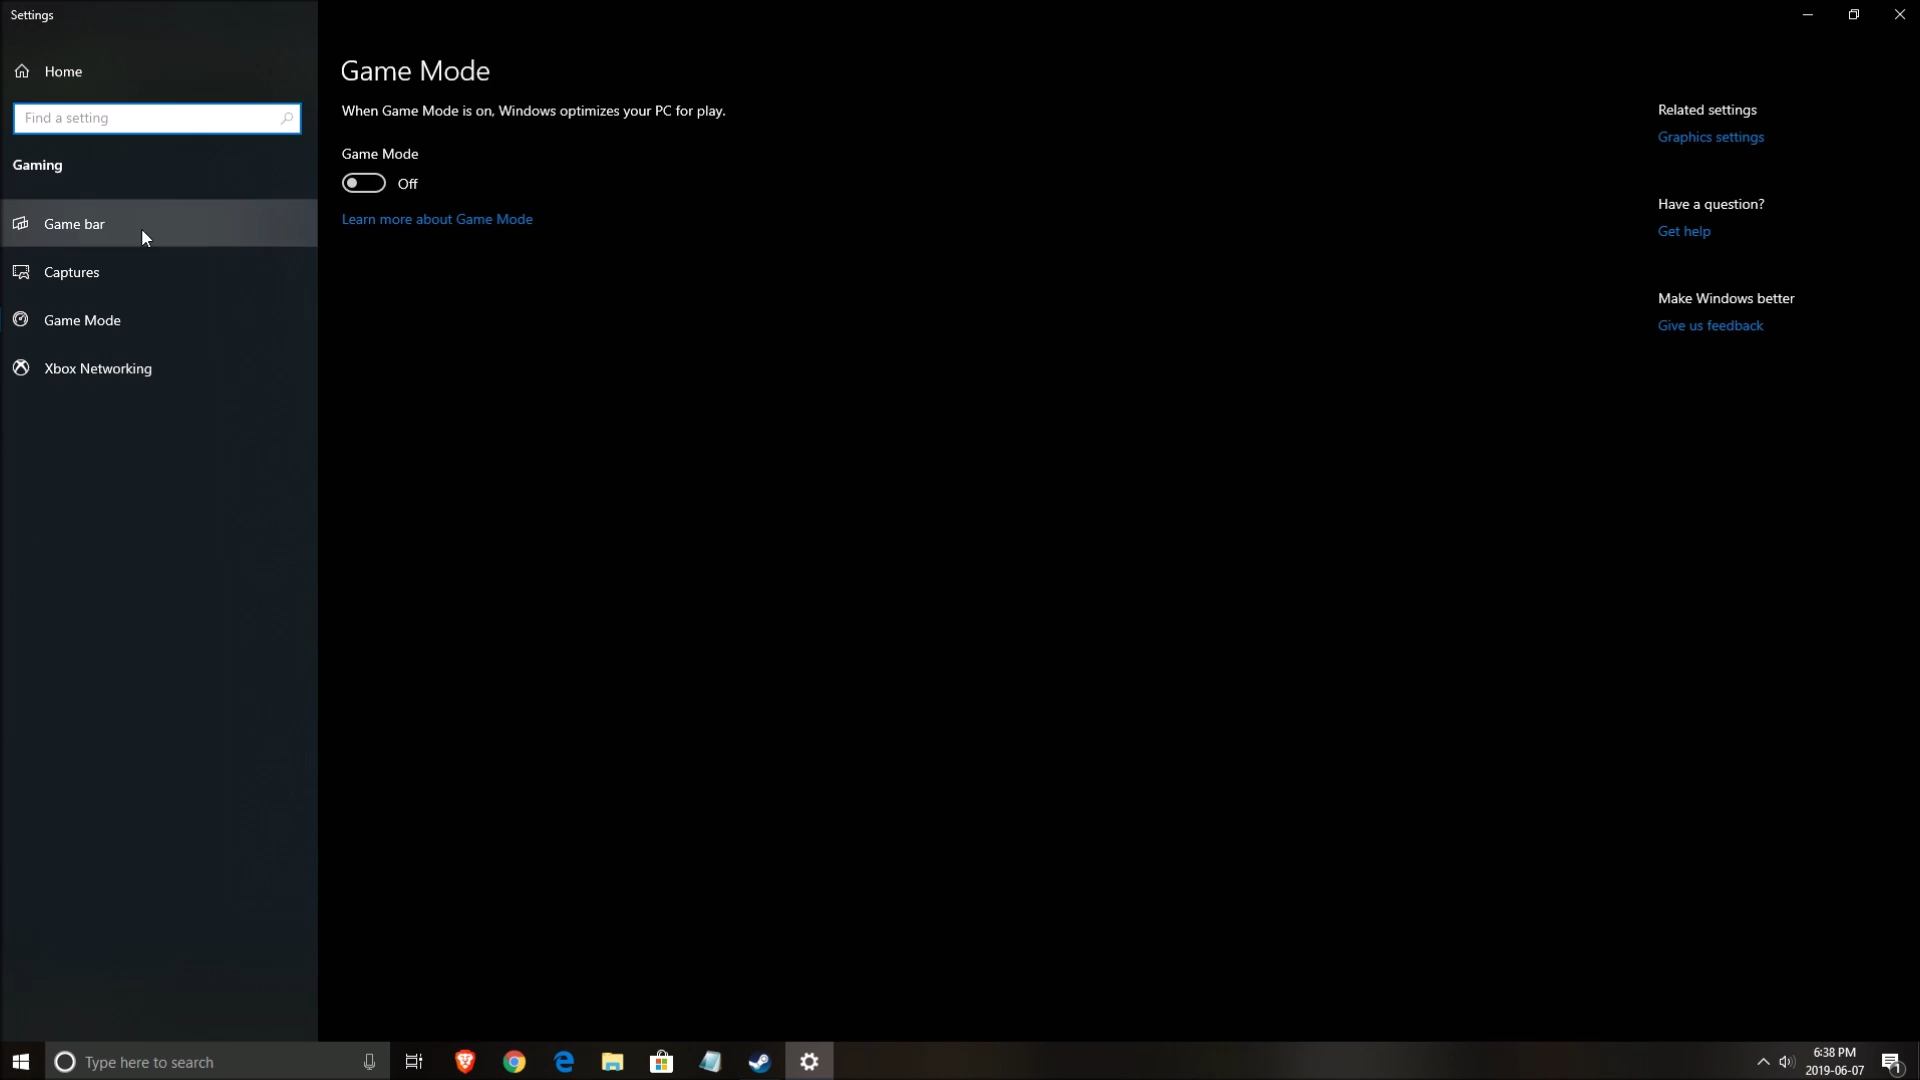 Settings
Home
Find a setting
Gaming
Game bar
Captures
Game Mode
Xbox Networking
Game Mode
When Game Mode is on, Windows optimizes your PC for play.
Game Mode
Off
Learn more about Game Mode
Related settings
Graphics settings
Have a question?
Get help
Make Windows better
Give us feedback
Type here to search
6:38 PM
2019-06-07
1